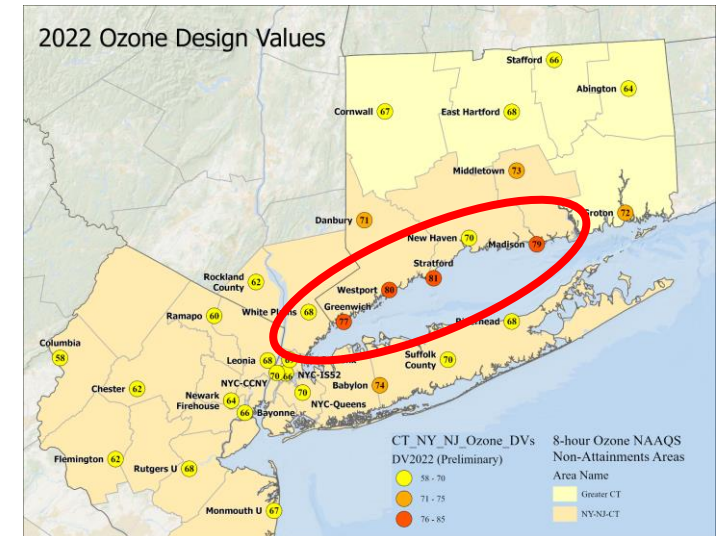 2022 Ozone Design Values
Stafford 66
Abington 64
Cornwall 67
East Hartford 68
Middletown 73
Danbury 71
Groton 72
New Haven 70
Madison 79
Stratford
81
Westport 80
Greenwich
77
Rockland
County 62
White Plains 68
Ramapo 60
Riverhead 68
Columbia
58
Leonia 68
Suffolk
County 70
NYC-CCNY 70 66 NYC-IS52
Babylon 74
Chester 62
Newark
Firehouse 64
70
NYC-Queens
66 Bayonne
Flemington 62
Rutgers U 68
Monmouth U 67
CT_NY_NJ_Ozone_DVs
DV2022 (Preliminary)
58 - 70
71 - 75
76 - 85
8-hour Ozone NAAQS
Non-Attainments Areas
Area Name
Greater CT
NY-NJ-CT